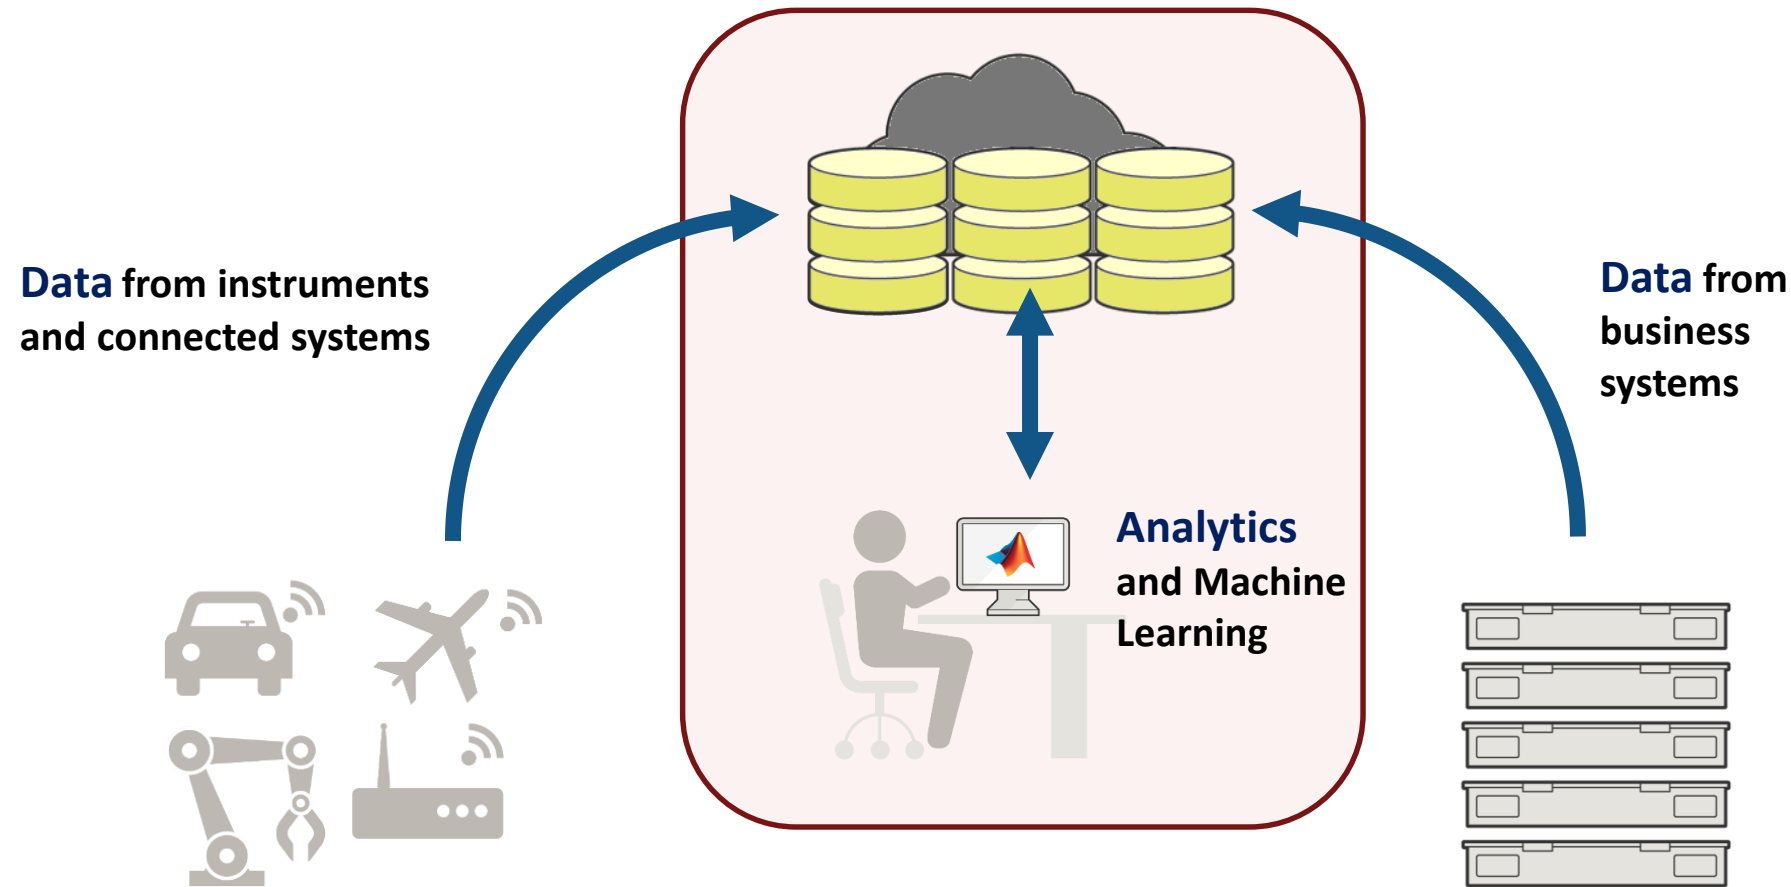 Data from instruments
and connected systems
Data from
business
systems
Analytics
and Machine
Learning